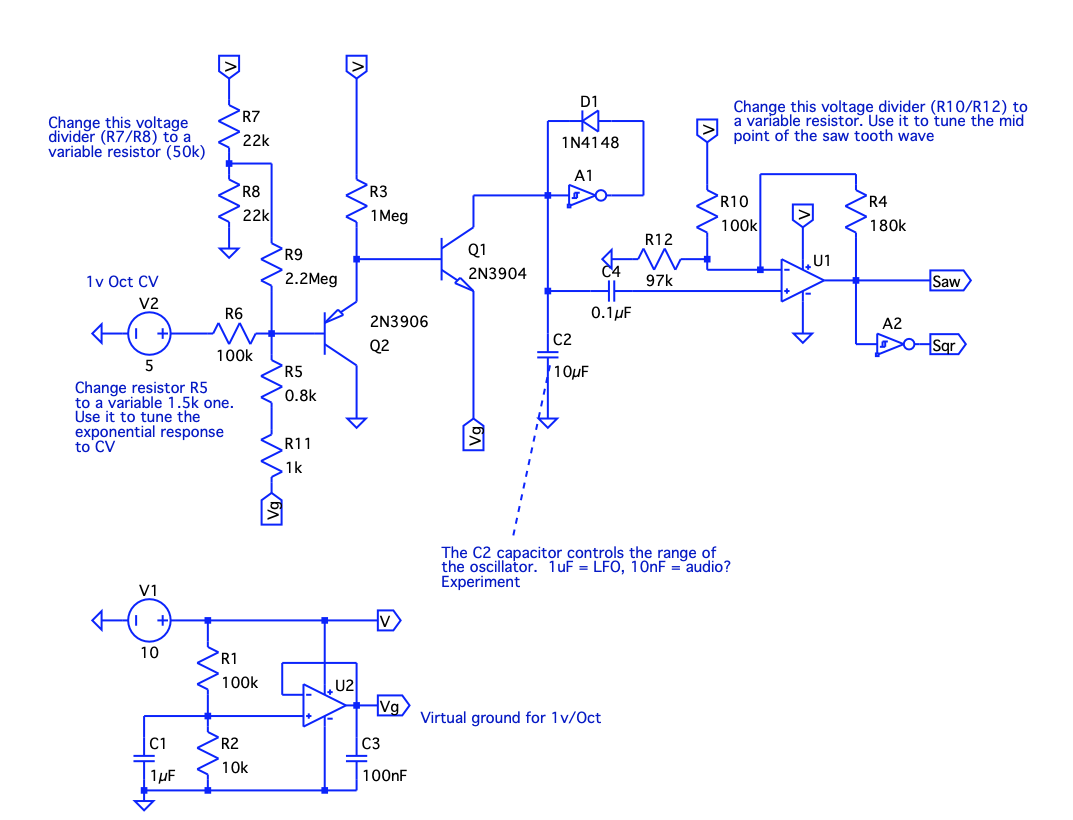 V
V
D1
1N4148
Change this voltage divider (R10/R12) to
a variable resistor. Use it to tune the mid
point of the saw tooth wave
Change this voltage
divider (R7/R8) to a
variable resistor (50k)
R7
22k
V
A1
R8
22k
R3
1Meg
R10
100k
R4
180k
V
R9
2.2Meg
Q1
2N3904
R12
97k
U1
1v Oct CV
V2
5
R6
100k
2N3906
Q2
C4
0.1µF
Saw
A2
Sqr
C2
10µF
Change resistor R5
to a variable 1.5k one.
Use it to tune the
exponential response
to CV
R5
0.8k
R11
1k
Vg
Vg
The C2 capacitor controls the range of
the oscillator. 1uF = LFO, 10nF = audio?
Experiment
V1
10
V
R1
100k
U2
Vg
Virtual ground for 1v/Oct
C1
1µF
R2
10k
C3
100nF